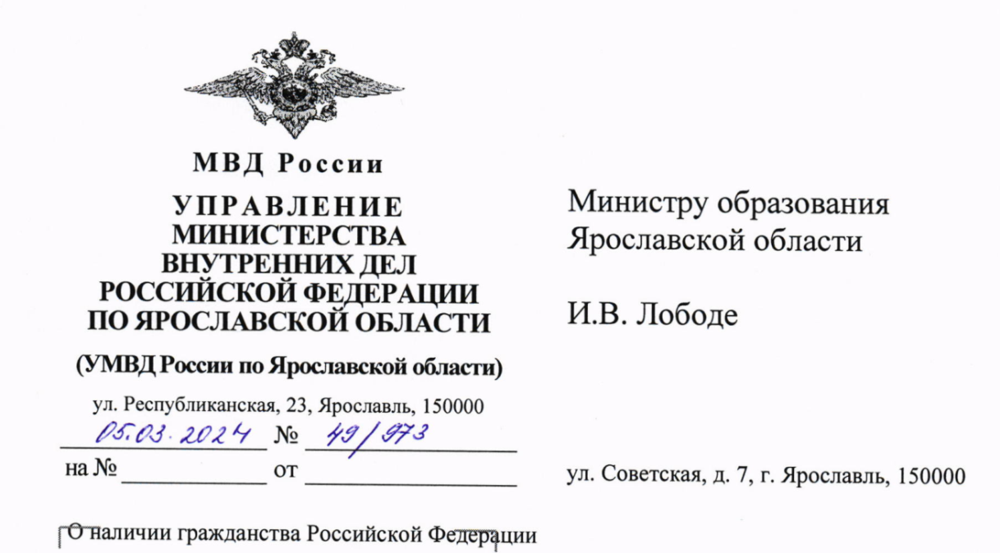 МВД России
УПРАВЛЕНИЕ
МИНИСТЕРСТВА
ВНУТРЕННИХ ДЕЛ
РОССИЙСКОЙ ФЕДЕРАЦИИ
ПО ЯРОСЛАВСКОЙ ОБЛАСТИ
(УМВД России по Ярославской области)
ул. Республиканская, 23, Ярославль, 150000
05.03.2024 № 49/973
на № от
О наличии гражданства Российской Федерации
Министру образования
Ярославской области
И.В. Лободе
ул. Советская, д. 7, г. Ярославль, 150000